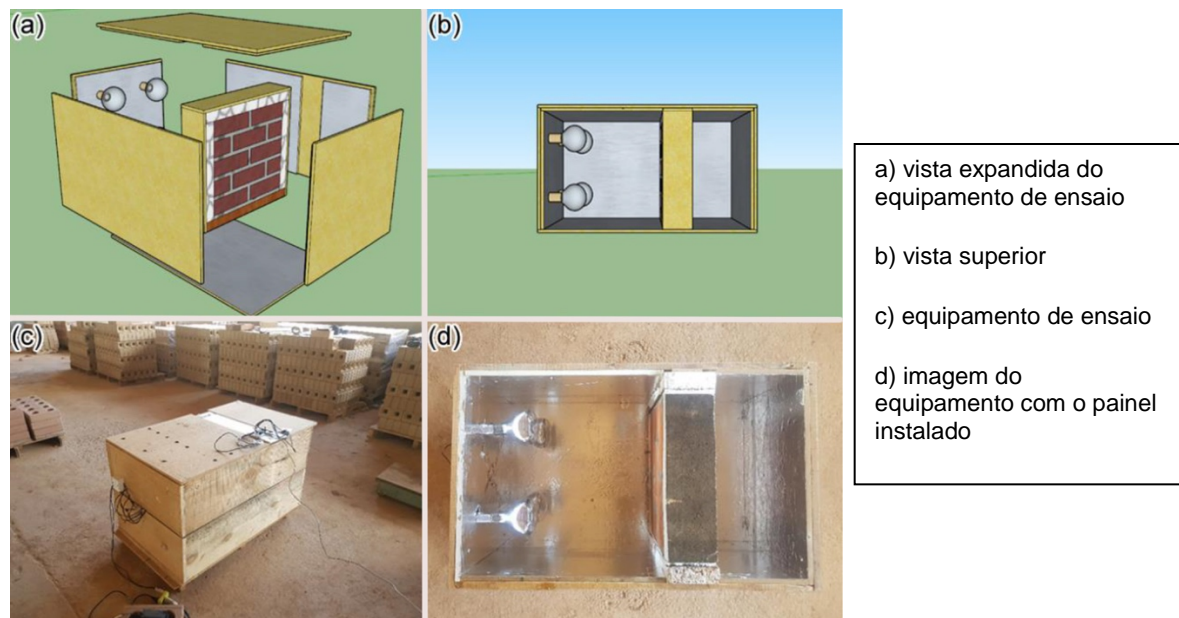 (a)
(b)
(c)
(d)
a) vista expandida do
equipamento de ensaio
b) vista superior
c) equipamento de ensaio
d) imagem do
equipamento com o painel
instalado